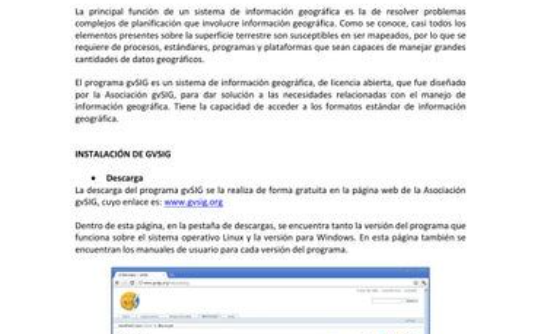 La principal función de un sistema de información geográfica es la de resolver problemas
complejos de planificación que involucre información geográfica. Como se conoce, casi todos los
elementos presentes sobre la superficie terrestre son susceptibles en ser mapeados, por lo que se
requiere de procesos, estándares, programas y plataformas que sean capaces de manejar grandes
cantidades de datos geográficos.
El programa gvSIG es un sistema de información geográfica, de licencia abierta, que fue diseñado
por la Asociación gvSIG, para dar solución a las necesidades relacionadas con el manejo de
información geográfica. Tiene la capacidad de acceder a los formatos estándar de información
geográfica.
INSTALACIÓN DE GVSIG
• Descarga
La descarga del programa gvSIG se la realiza de forma gratuita en la página web de la Asociación
gvSIG, cuyo enlace es: www.gvsig.org
Dentro de esta página, en la pestaña de descargas, se encuentra tanto la versión del programa que
funciona sobre el sistema operativo Linux y la versión para Windows. En esta página también se
encuentran los manuales de usuario para cada versión del programa.